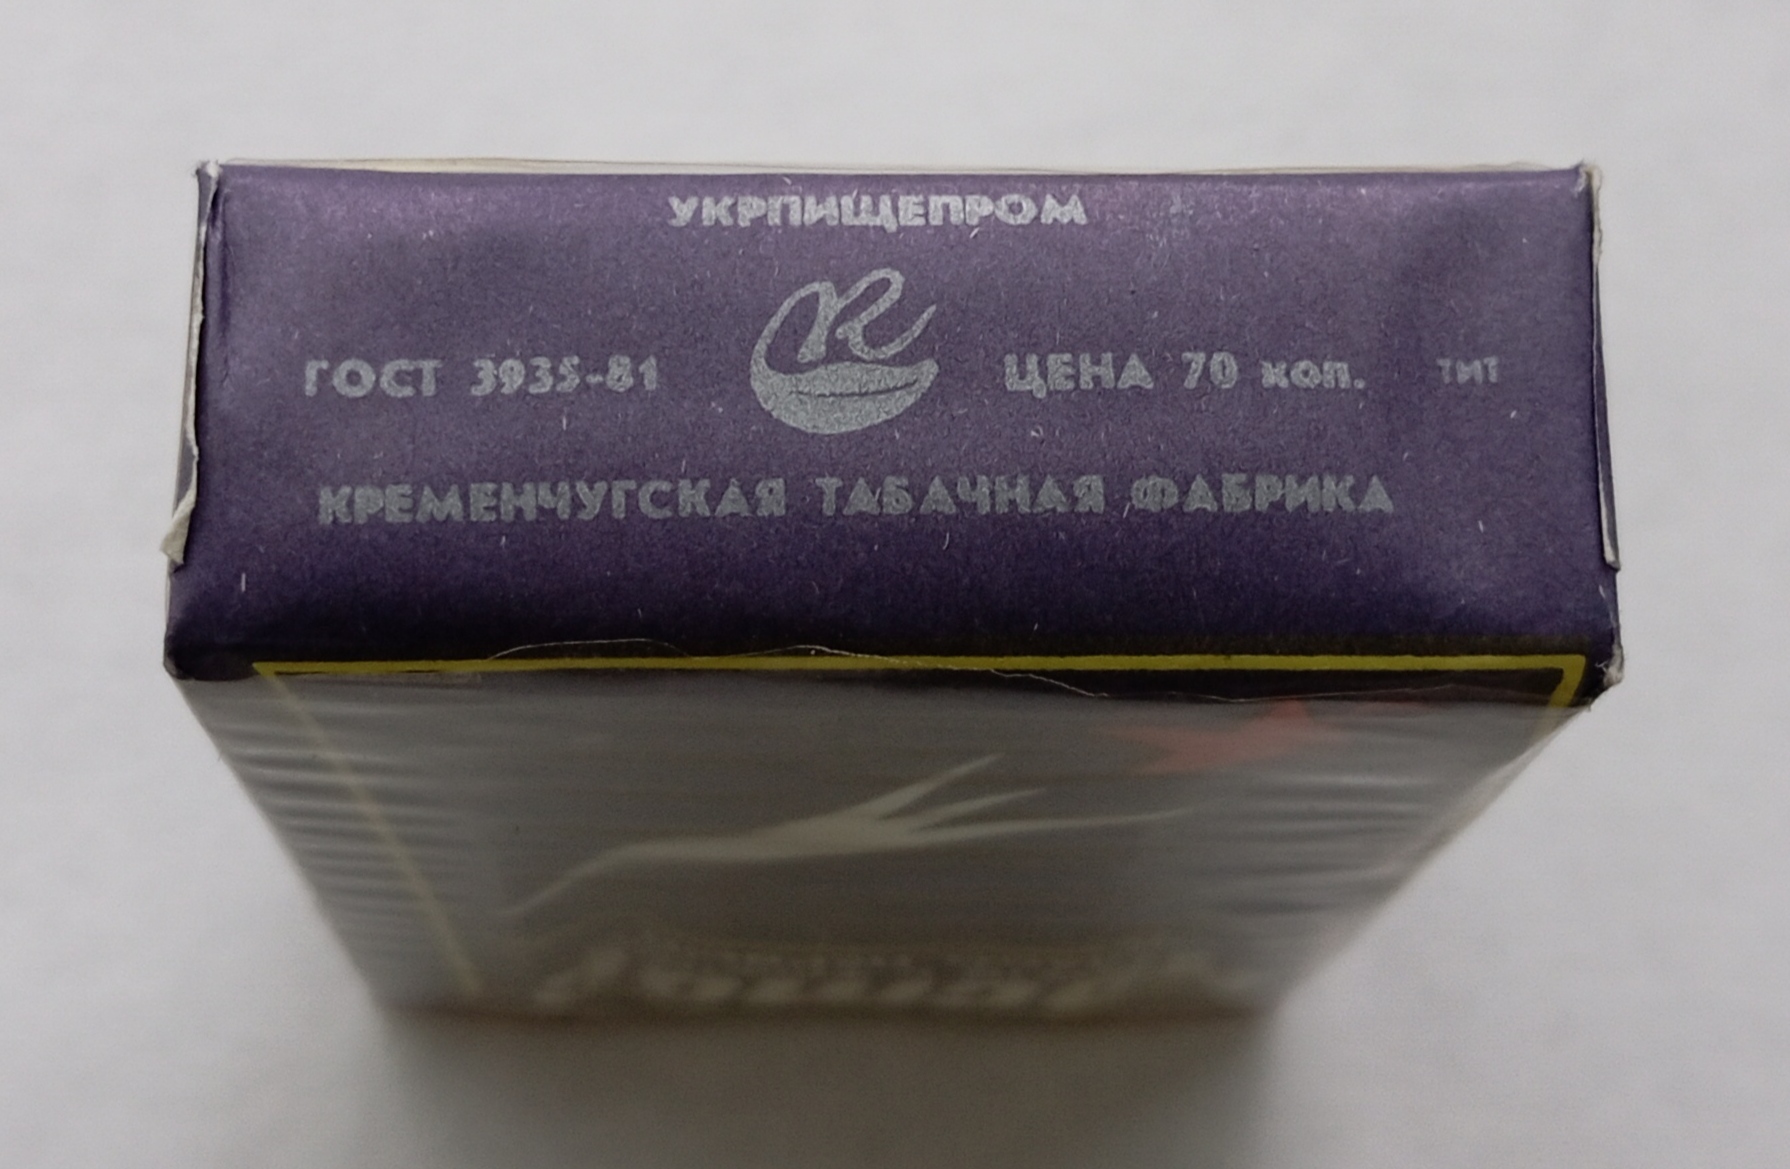 УКРПИЩЕПРОМ
ГОСТ 3935-81 ЦЕНА 70 коп. ТИТ
КРЕМЕНЧУГСКАЯ ТАБАЧНАЯ ФАБРИКА